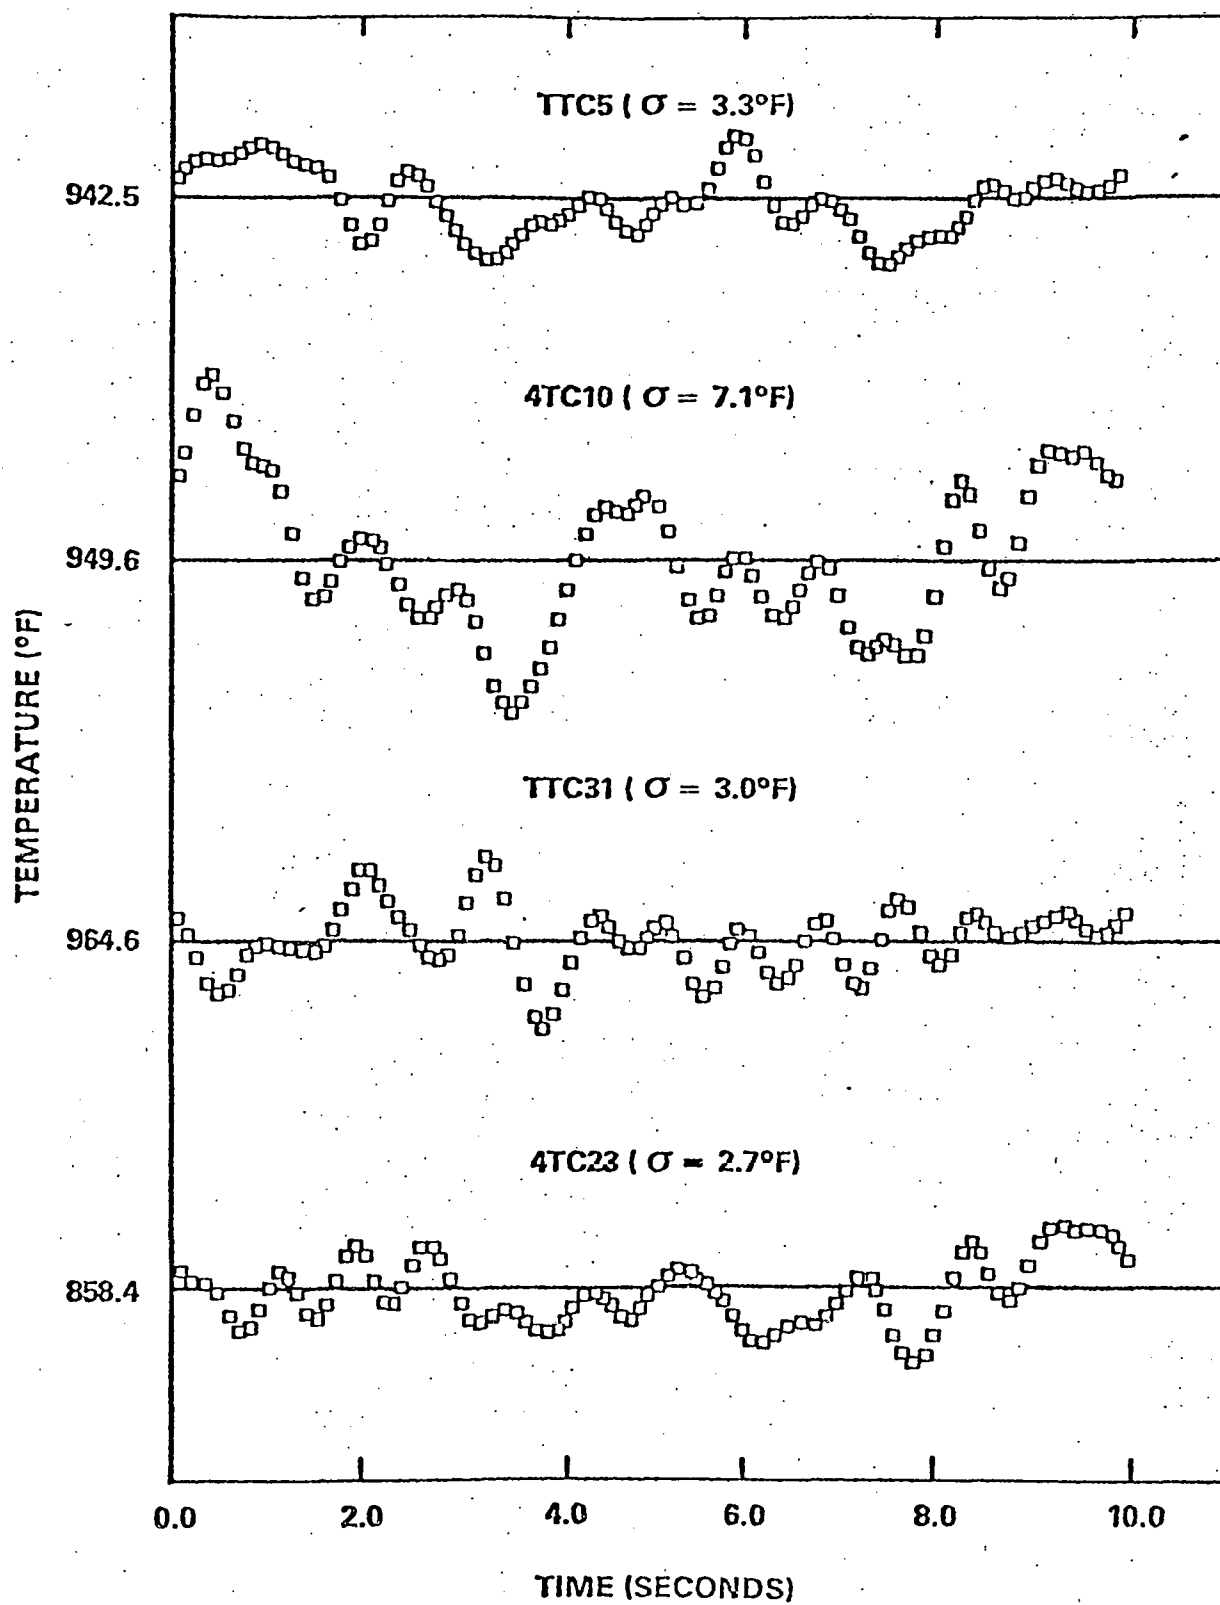 TTC5 ( σ = 3.3°F)
942.5
4TC10 ( σ = 7.1°F)
949.6
TEMPERATURE (°F)
TTC31 ( σ = 3.0°F)
964.6
4TC23 ( σ = 2.7°F)
858.4
0.0 2.0 4.0 6.0 8.0 10.0
TIME (SECONDS)